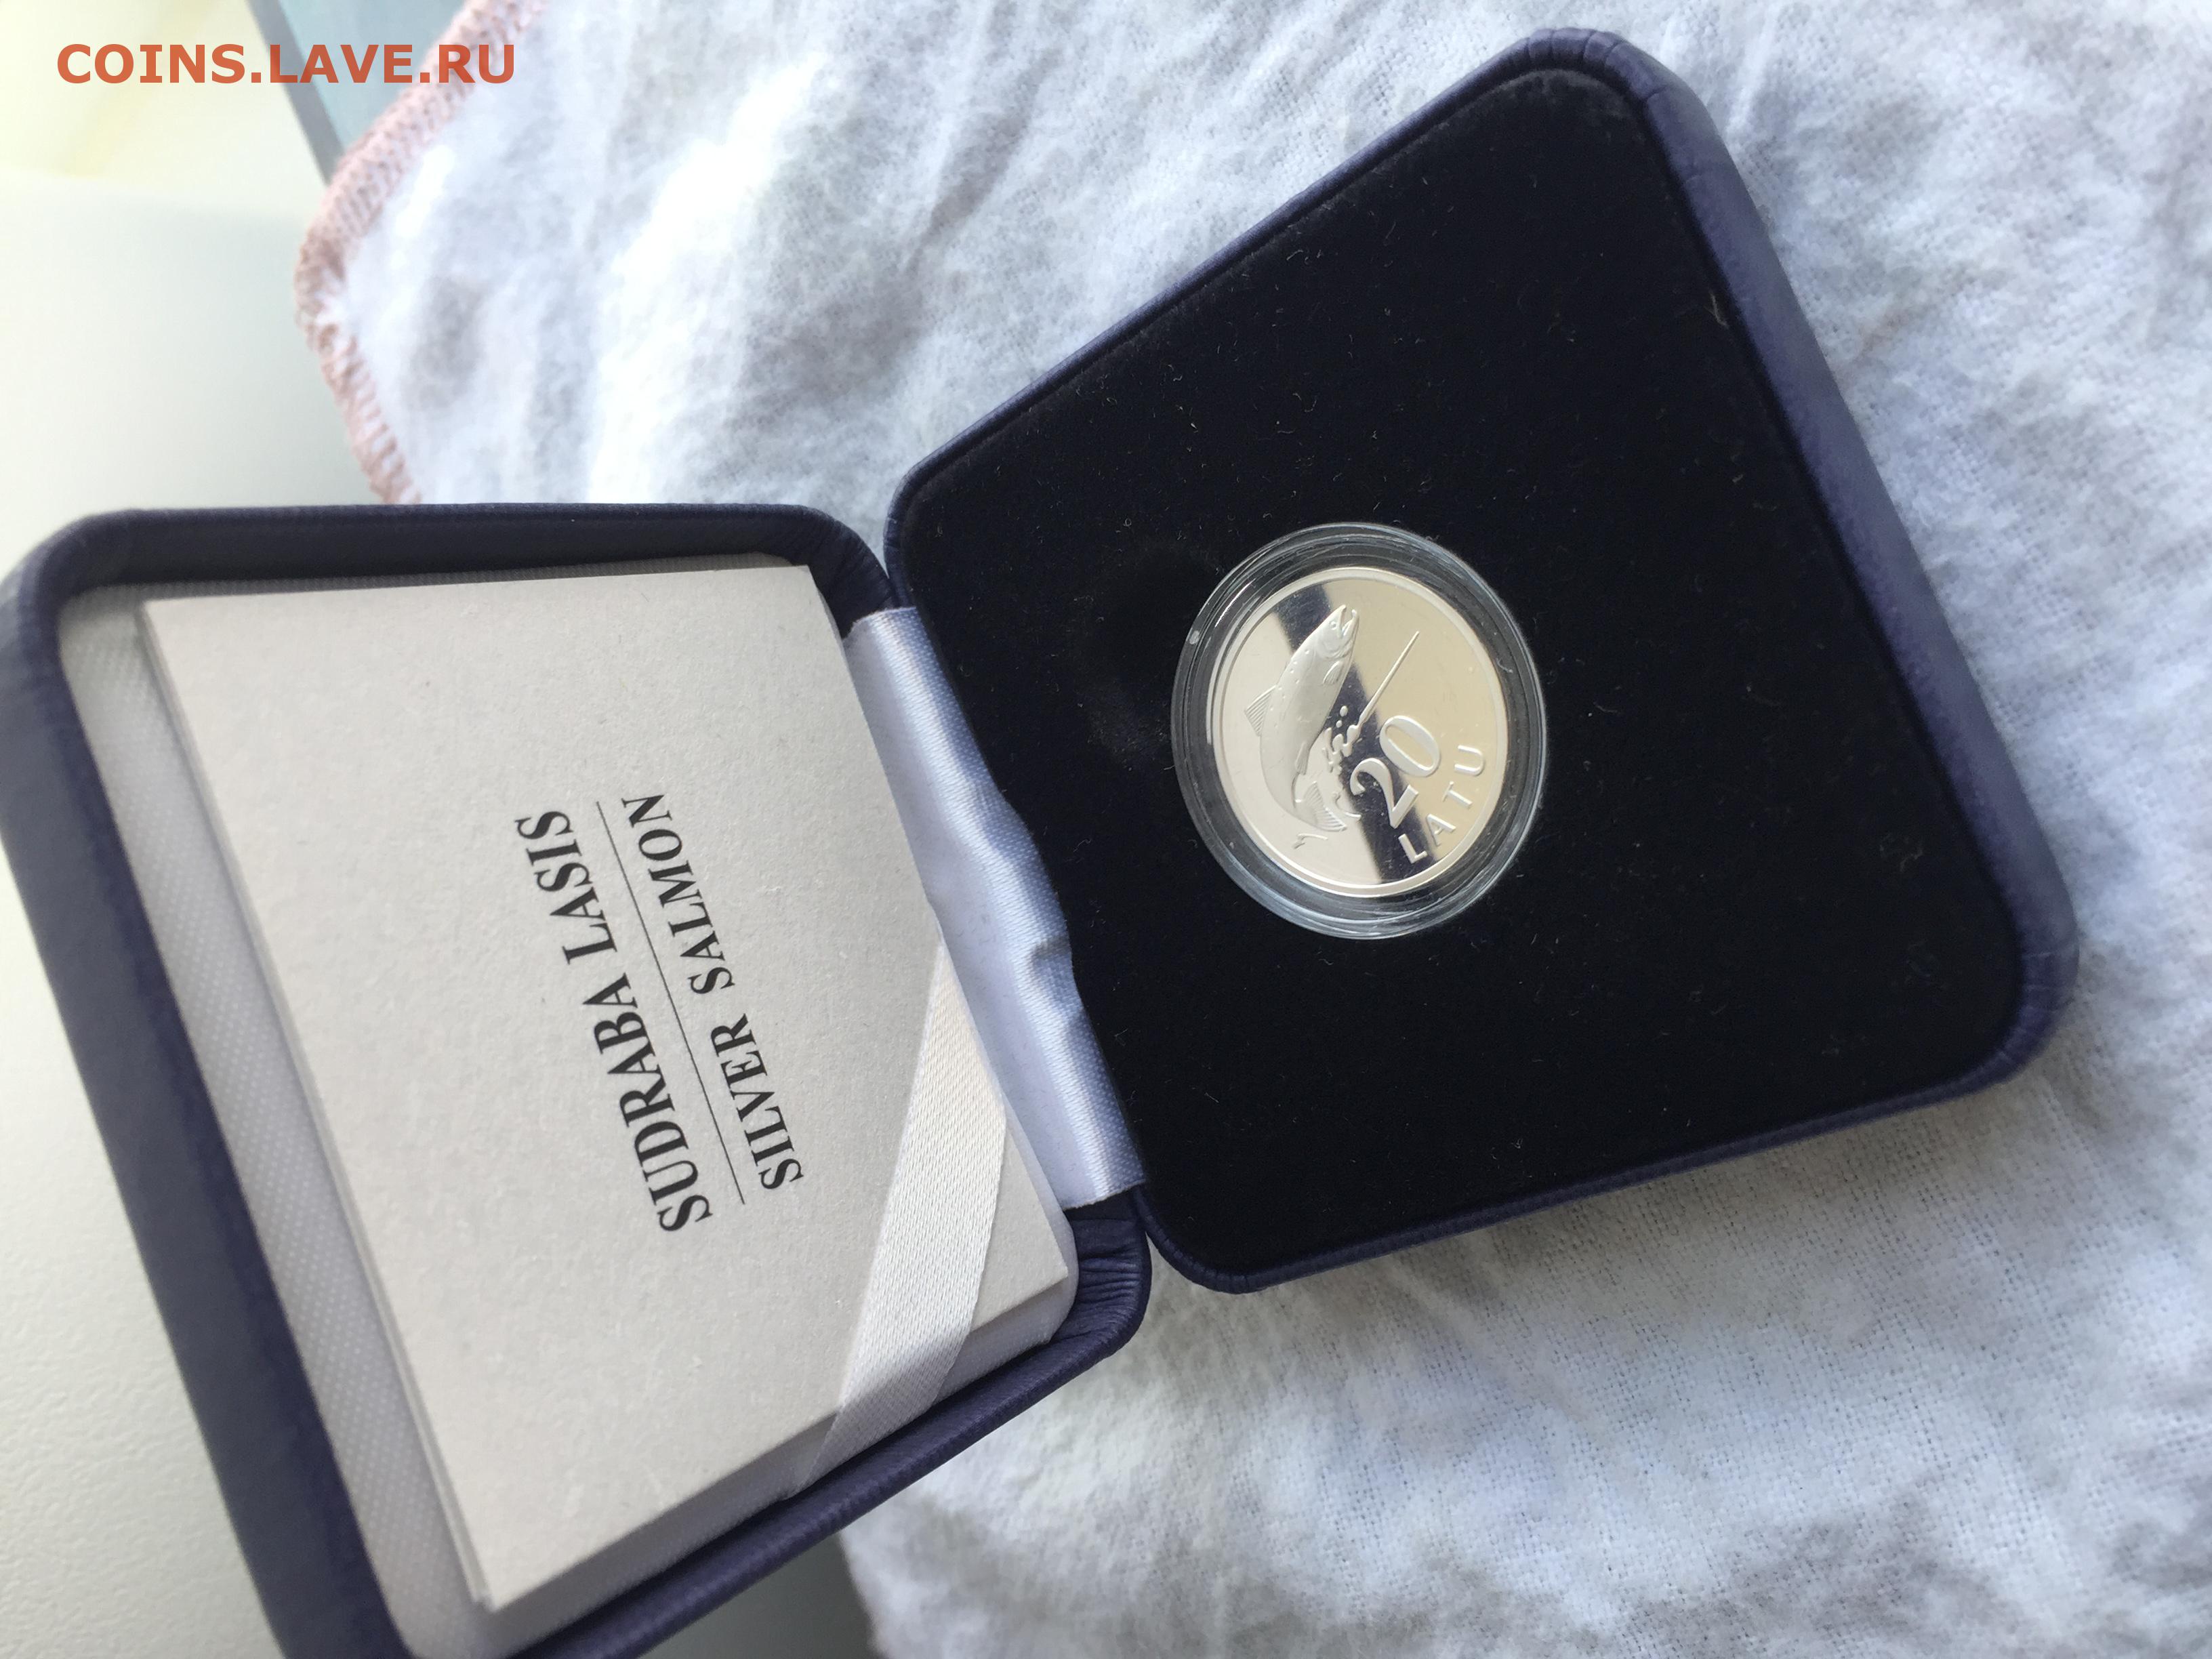 COINS.LAVE.RU
SUDRABA LASIS
SILVER SALMON
20
LATU